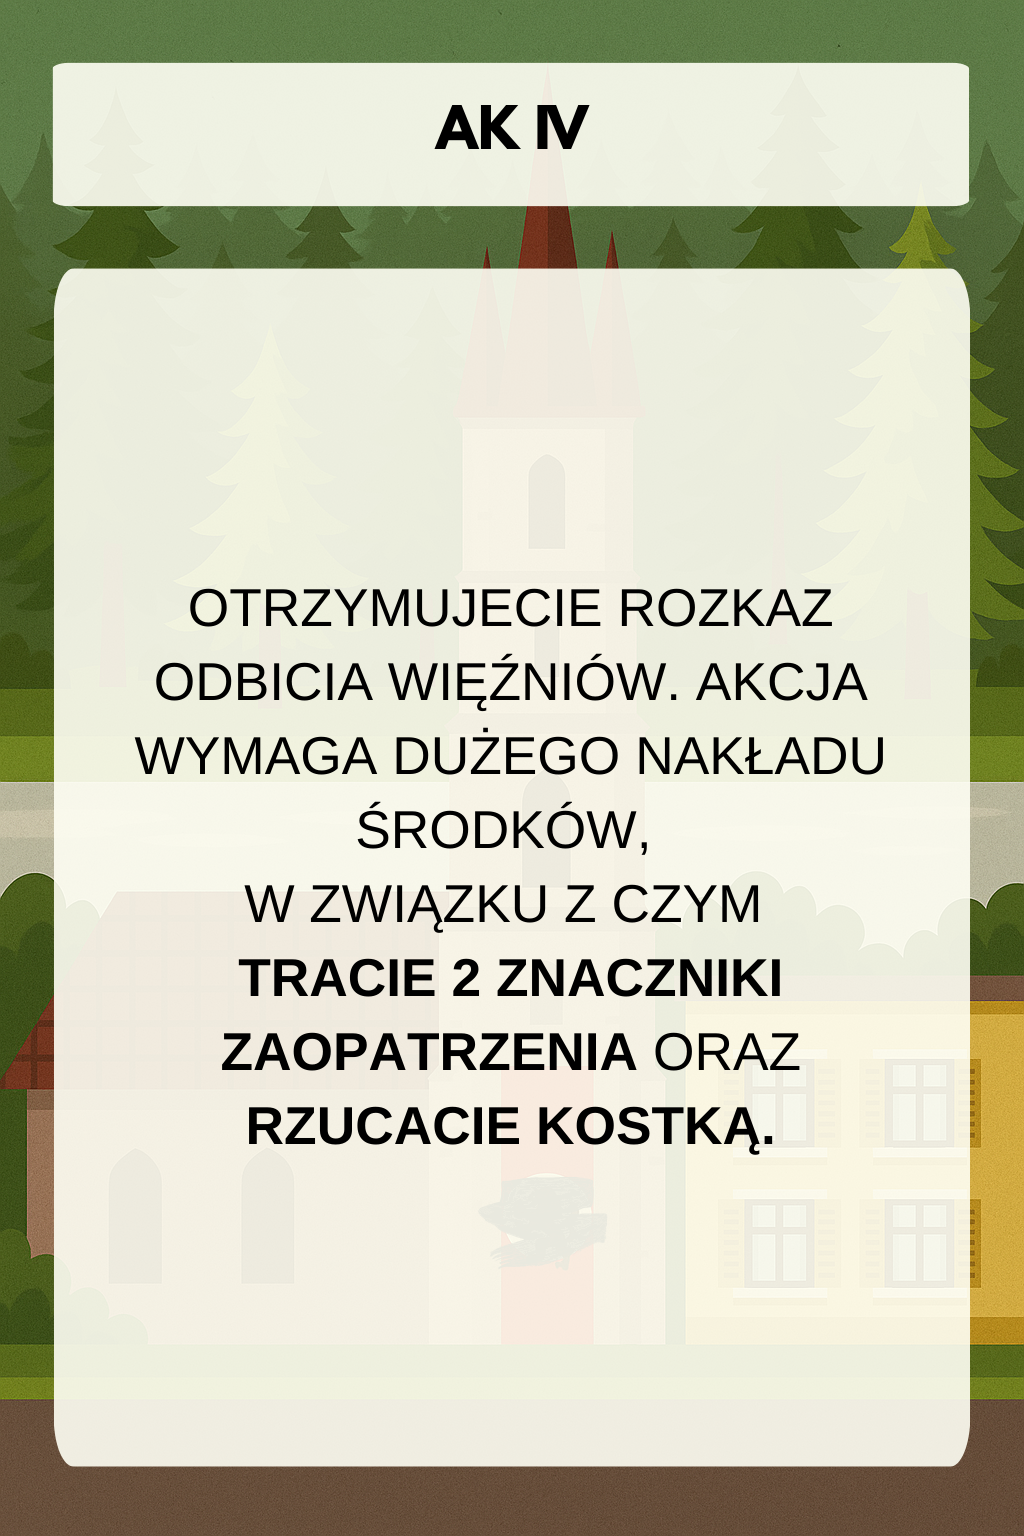 AK IV
OTRZYMUJECIE ROZKAZ
ODBICIA WIĘŹNIÓW. AKCJA
WYMAGA DUŻEGO NAKŁADU
ŚRODKÓW,
W ZWIĄZKU Z CZYM
TRACIE 2 ZNACZNIKI
ZAOPATRZENIA ORAZ
RZUCACIE KOSTKĄ.